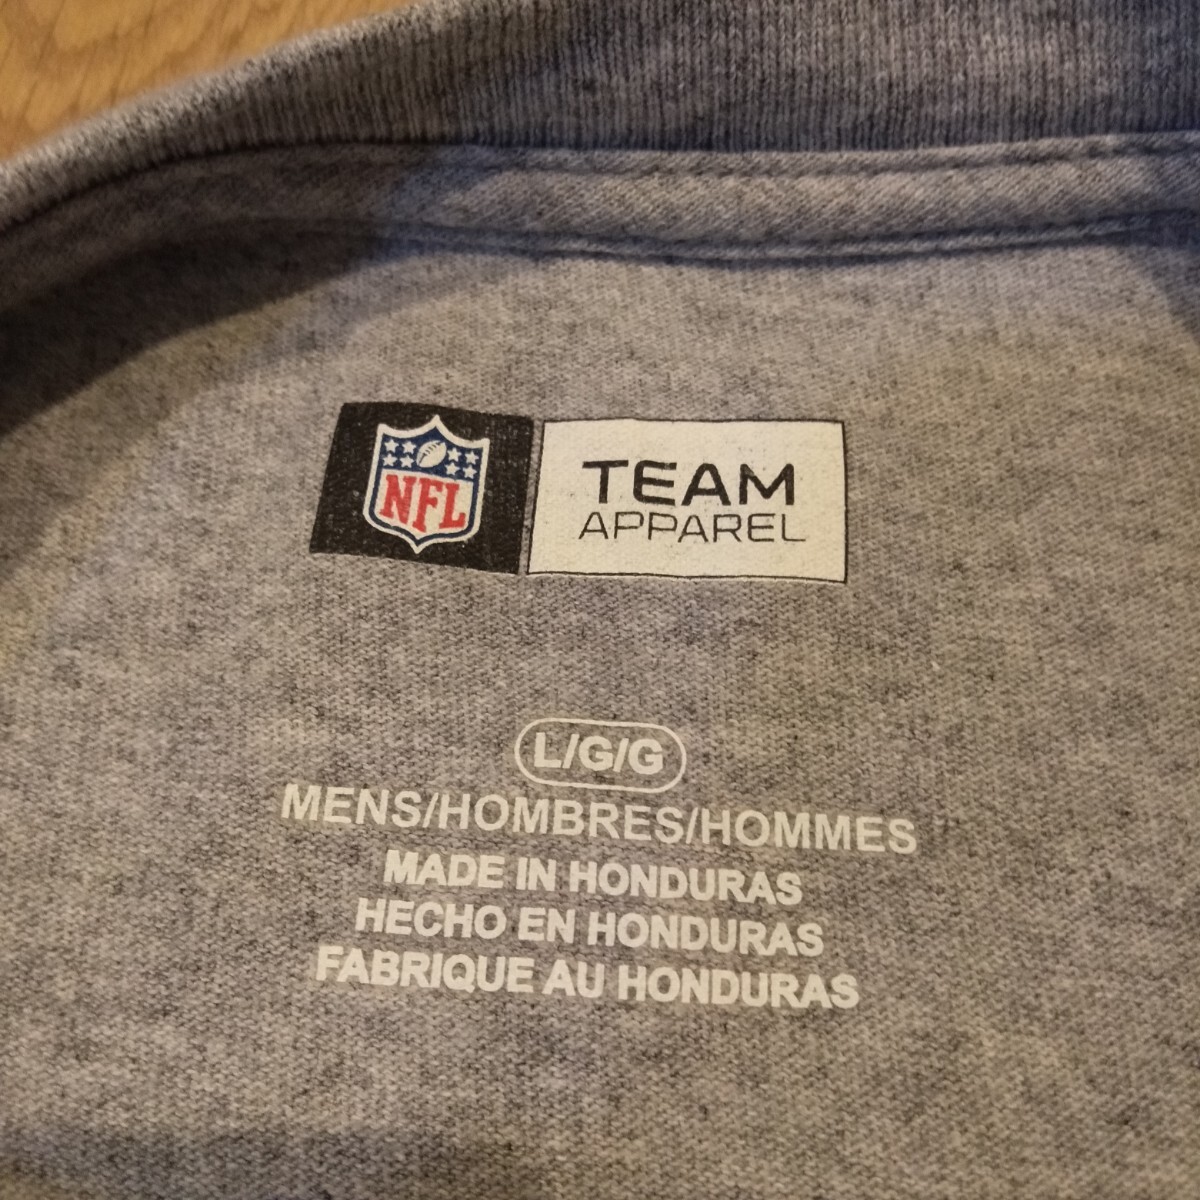 NFL
TEAM
APPAREL
L/G/G
MENS/HOMBRES/HOMMES
MADE IN HONDURAS
HECHO EN HONDURAS
FABRIQUE AU HONDURAS